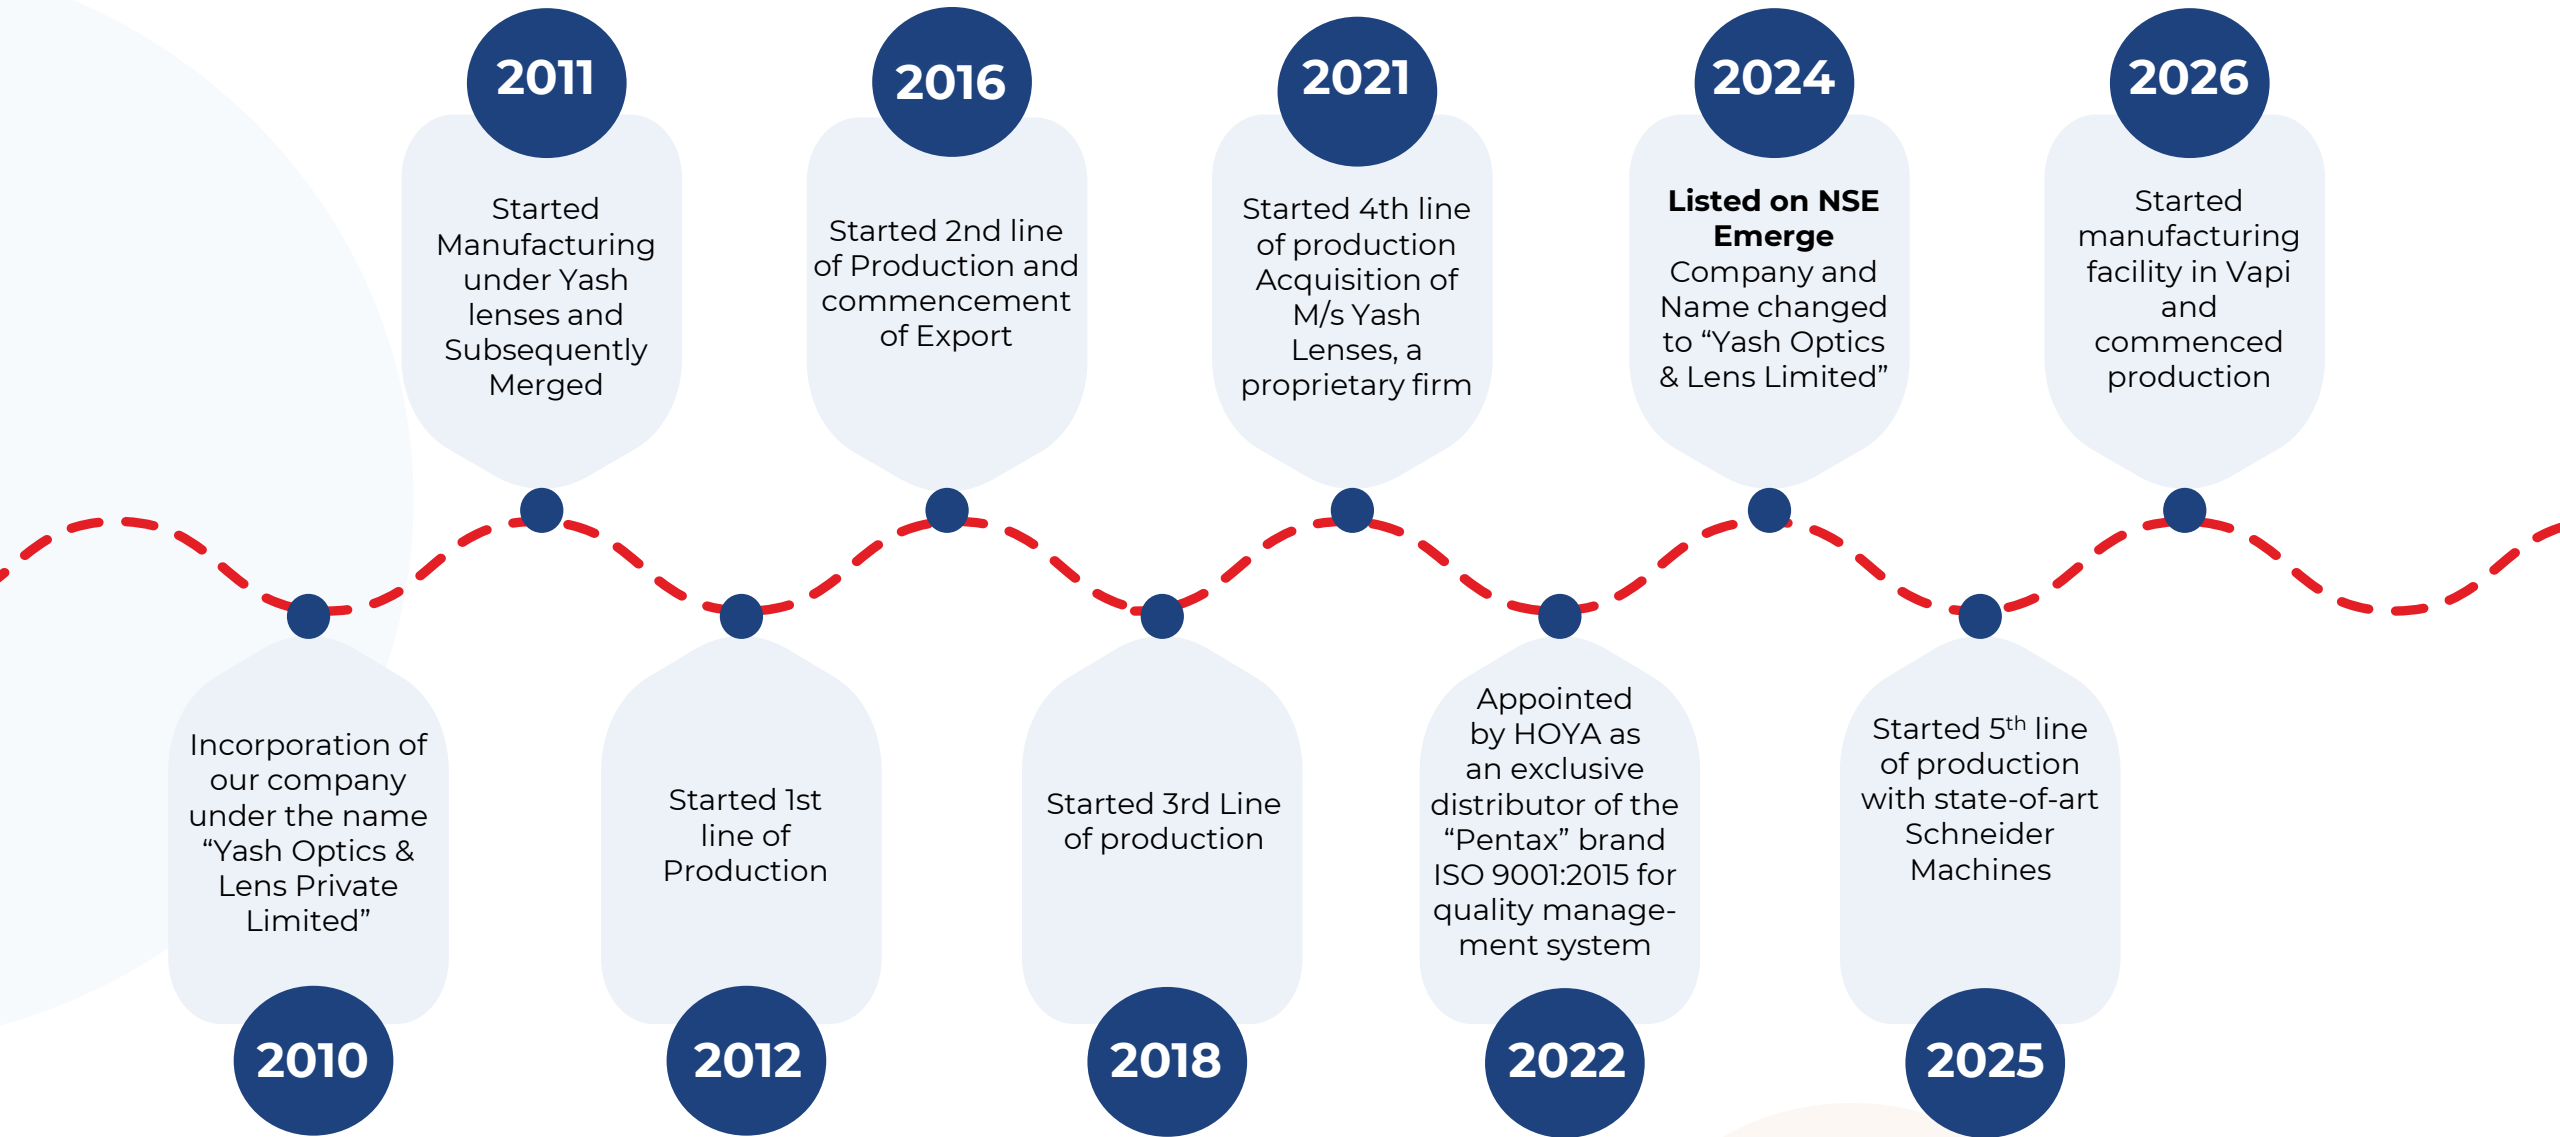 2011
Started
Manufacturing
under Yash
lenses and
Subsequently
Merged
2016
Started 2nd line
of Production and
commencement
of Export
2021
Started 4th line
of production
Acquisition of
M/s Yash
Lenses, a
proprietary firm
2024
Listed on NSE
Emerge
Company and
Name changed
to “Yash Optics
& Lens Limited”
2026
Started
manufacturing
facility in Vapi
and
commenced
production
Incorporation of
our company
under the name
“Yash Optics &
Lens Private
Limited”
2010
Started 1st
line of
Production
2012
Started 3rd Line
of production
2018
Appointed
by HOYA as
an exclusive
distributor of the
“Pentax” brand
ISO 9001:2015 for
quality manage-
ment system
2022
Started 5th line
of production
with state-of-art
Schneider
Machines
2025